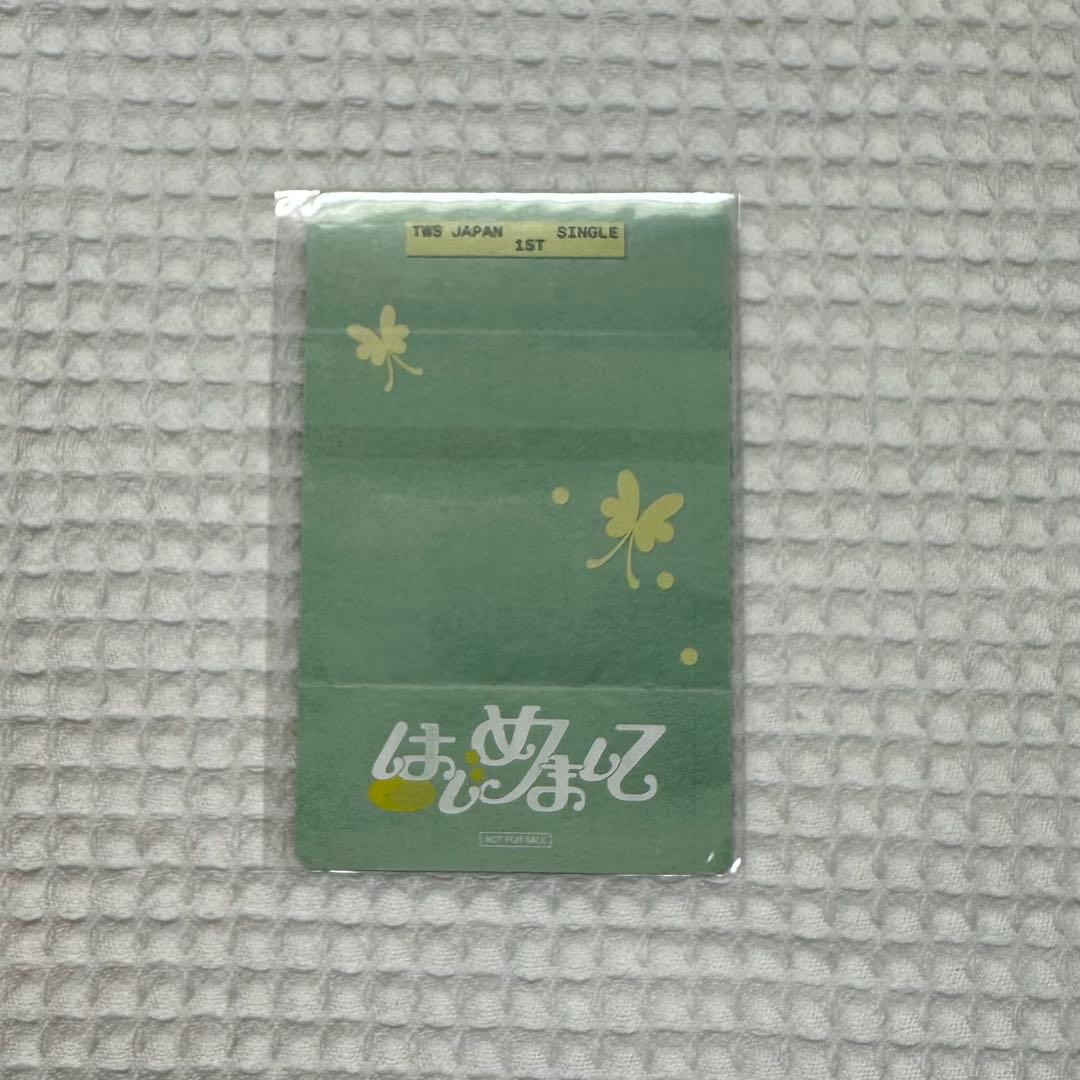 TWS JAPAN SINGLE
1ST
はじめまして
NOT FOR SALE